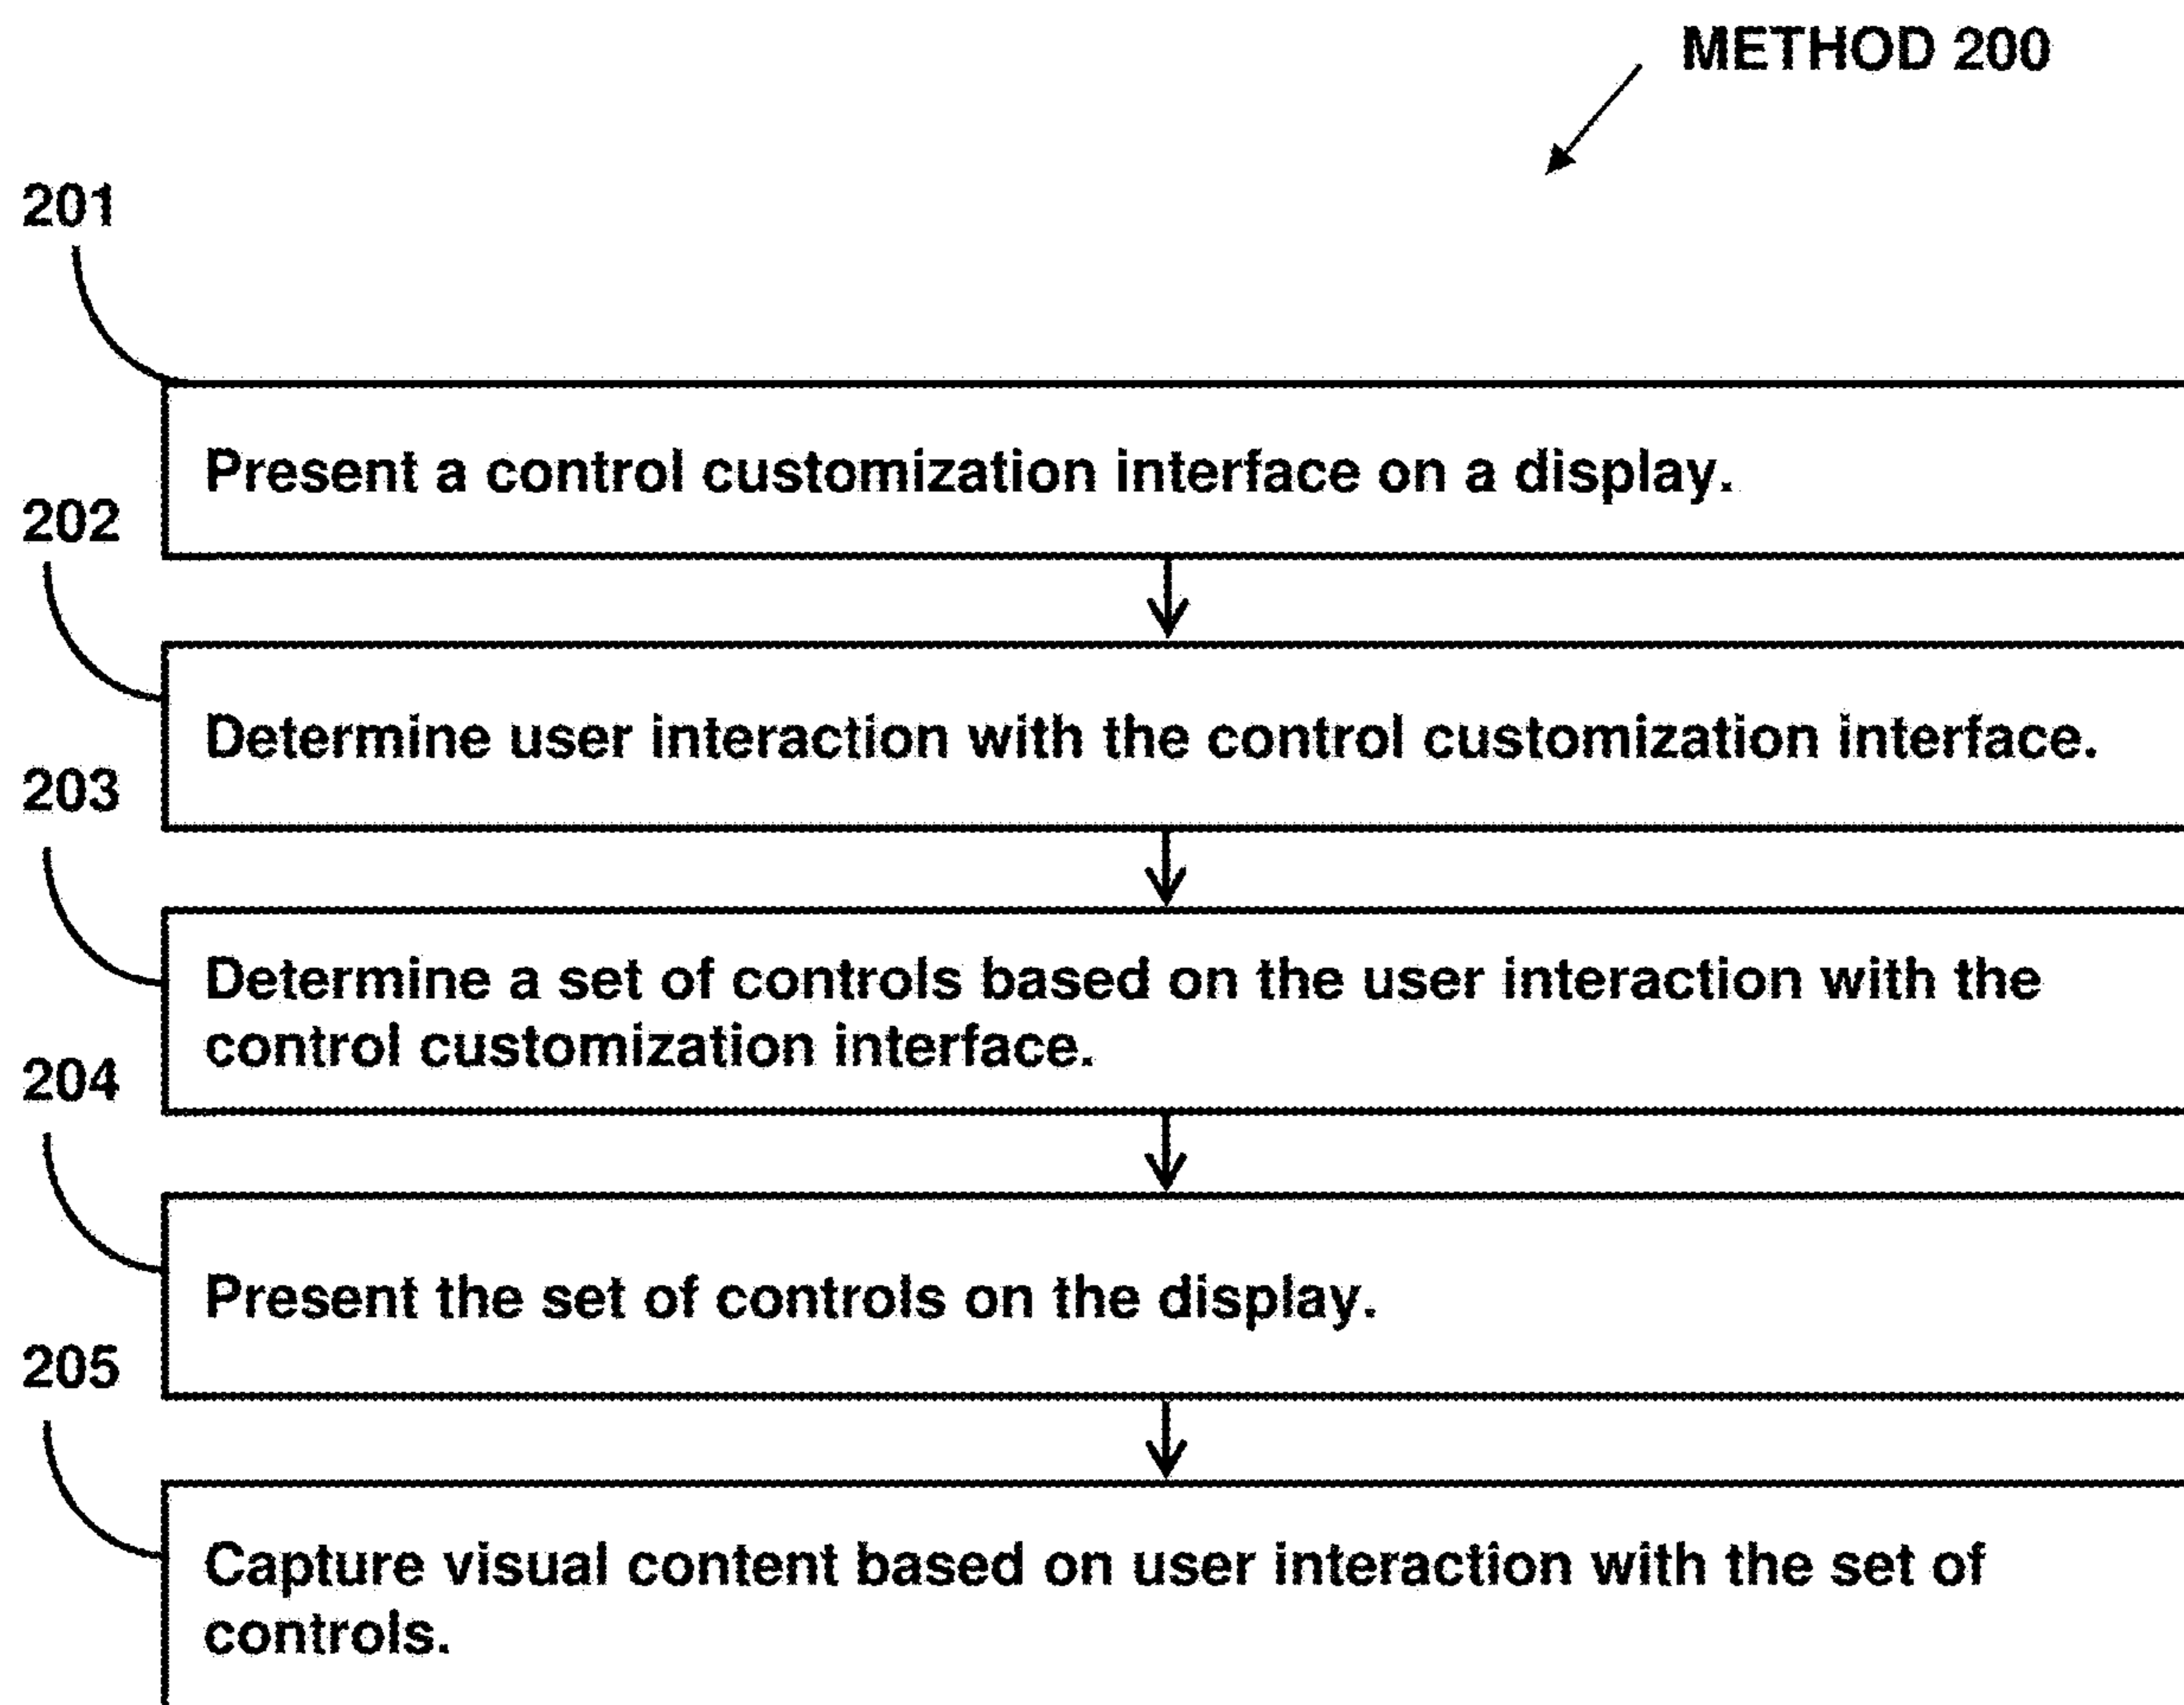 METHOD 200
201
Present a control customization interface on a display.
202
Determine user interaction with the control customization interface.
203
Determine a set of controls based on the user interaction with the
control customization interface.
204
Present the set of controls on the display.
205
Capture visual content based on user interaction with the set of
controls.